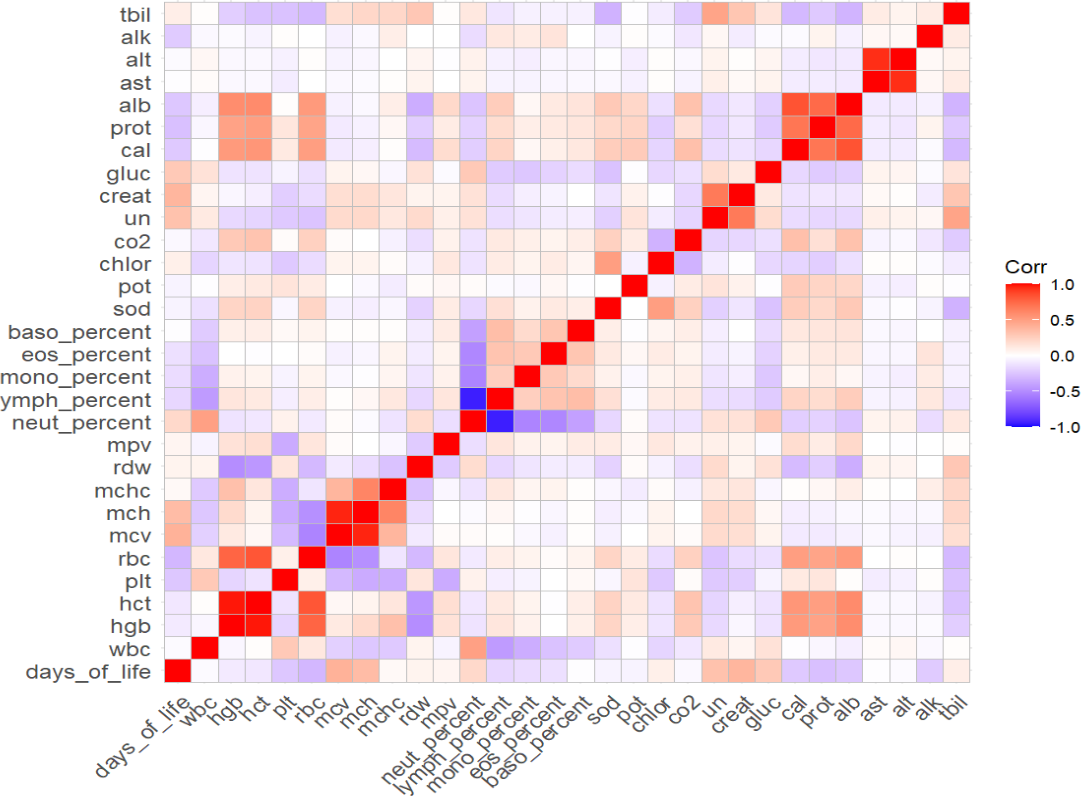 tbil
alk
alt
ast
alb
prot
cal
gluc
creat
un
co2
chlor
pot
sod
baso_percent
eos_percent
mono_percent
ymph_percent
neut_percent
mpv
rdw
mchc
mch
mcv
rbc
plt
hct
hgb
wbc
days_of_life
days_of_life
wbc
hgb
hct
plt
rbc
mcv
mch
mchc
rdw
mpv
neut_percent
lymph_percent
mono_percent
eos_percent
baso_percent
sod
pot
chlor
co2
un
creat
gluc
cal
prot
alb
ast
alt
alk
tbil
Corr
1.0
0.5
0.0
-0.5
-1.0